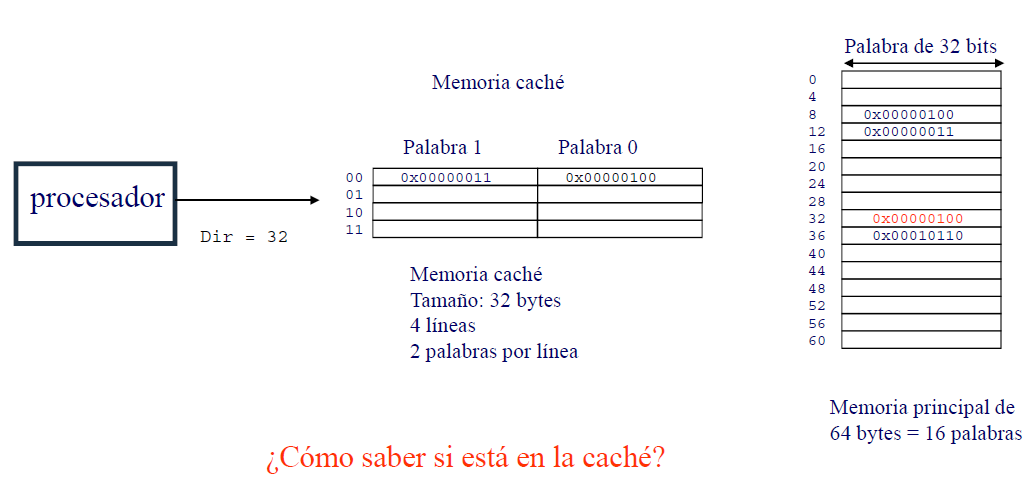 Palabra de 32 bits
Memoria caché
0
4
8 0x00000100
12 0x00000011
16
20
24
28
32 0x00000100
36 0x00010110
40
44
48
52
56
60
Palabra 1 Palabra 0
00 0x00000011 0x00000100
01
10
11
procesador
Dir = 32
Memoria caché
Tamaño: 32 bytes
4 líneas
2 palabras por línea
Memoria principal de
64 bytes = 16 palabras
¿Cómo saber si está en la caché?